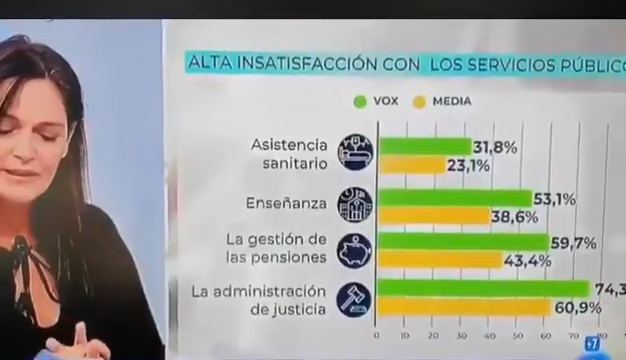 ALTA INSATISFACCIÓN CON LOS SERVICIOS PÚBLICO
VOX MEDIA
Asistencia
sanitario
31,8%
23,1%
Enseñanza
53,1%
38,6%
La gestión de
las pensiones
59,7%
43,4%
La administración
de justicia
74,3
60,9%
0 10 20 30 40 50 60 70 80
+7